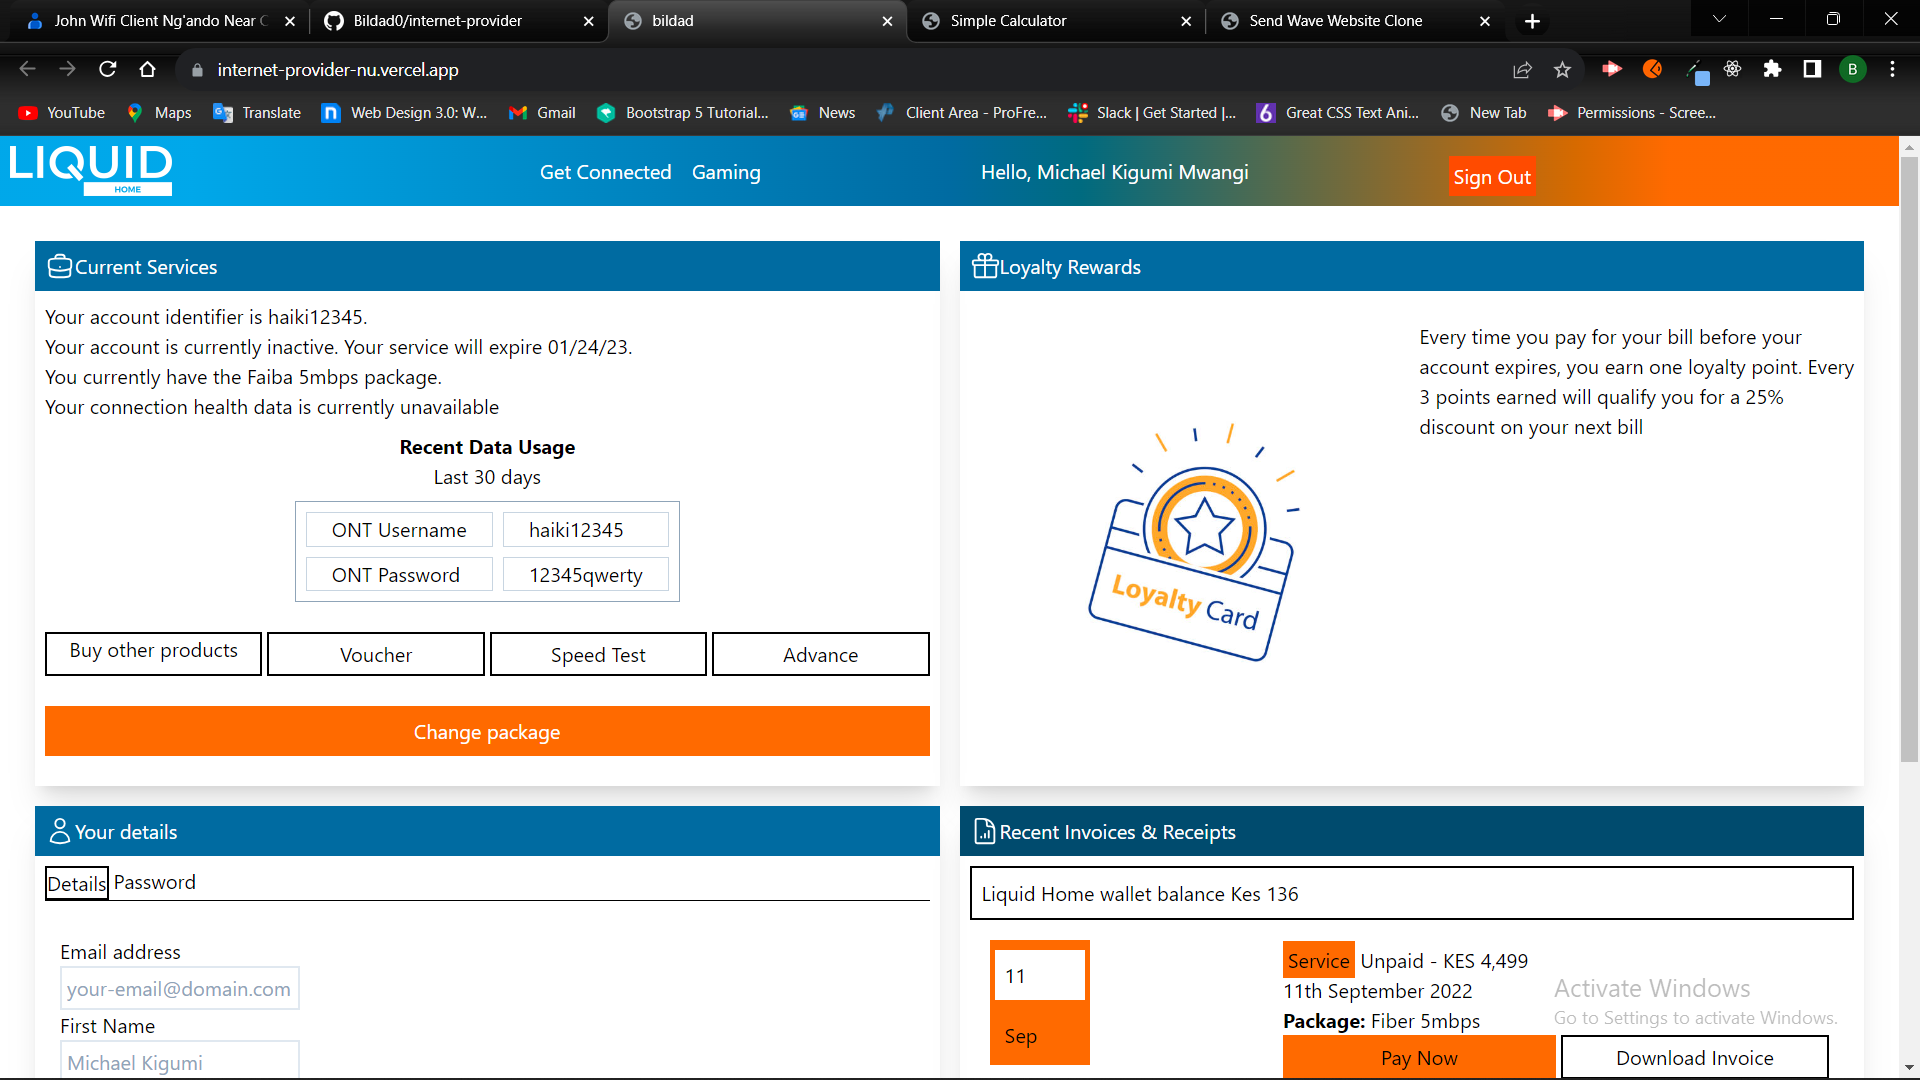 John Wifi Client Ng'ando Near C
Bildad0/internet-provider
bildad
Simple Calculator
Send Wave Website Clone
internet-provider-nu.vercel.app
B
YouTube
Maps
Translate
Web Design 3.0: W...
Gmail
Bootstrap 5 Tutorial...
News
Client Area - ProFre...
Slack | Get Started |...
Great CSS Text Ani...
New Tab
Permissions - Scree...
LIQUID
HOME
Get Connected
Gaming
Hello, Michael Kigumi Mwangi
Sign Out
Current Services
Your account identifier is haiki12345.
Your account is currently inactive. Your service will expire 01/24/23.
You currently have the Faiba 5mbps package.
Your connection health data is currently unavailable
Recent Data Usage
Last 30 days
ONT Username haiki12345
ONT Password 12345qwerty
Buy other products
Voucher
Speed Test
Advance
Change package
Loyalty Rewards
Every time you pay for your bill before your
account expires, you earn one loyalty point. Every
3 points earned will qualify you for a 25%
discount on your next bill
Loyalty Card
Your details
Details Password
Email address
your-email@domain.com
First Name
Michael Kigumi
Recent Invoices & Receipts
Liquid Home wallet balance Kes 136
11
Sep
Service Unpaid - KES 4,499
11th September 2022
Package: Fiber 5mbps
Pay Now
Download Invoice
Activate Windows
Go to Settings to activate Windows.